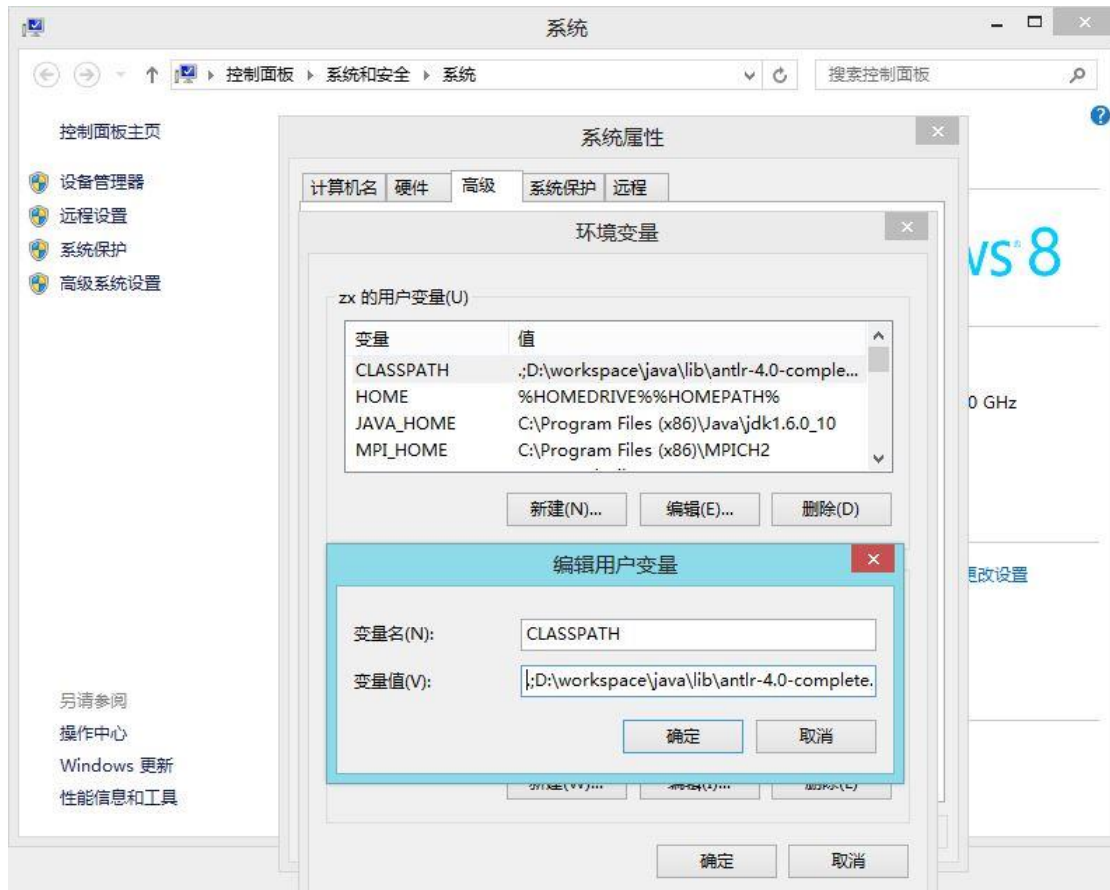 系统
控制面板 系统和安全 系统
搜索控制面板
控制面板主页
设备管理器
远程设置
系统保护
高级系统设置
系统属性
计算机名 硬件 高级 系统保护 远程
环境变量
zx 的用户变量(U)
变量 值
CLASSPATH .;D:\workspace\java\lib\antlr-4.0-comple...
HOME %HOMEDRIVE%%HOMEPATH%
JAVA_HOME C:\Program Files (x86)\Java\jdk1.6.0_10
MPI_HOME C:\Program Files (x86)\MPICH2
新建(N)... 编辑(E)... 删除(D)
编辑用户变量
变量名(N): CLASSPATH
变量值(V): .;D:\workspace\java\lib\antlr-4.0-complete.
确定 取消
新建(W)... 编辑(I)... 删除(L)
确定 取消
ws 8
0 GHz
更改设置
另请参阅
操作中心
Windows 更新
性能信息和工具